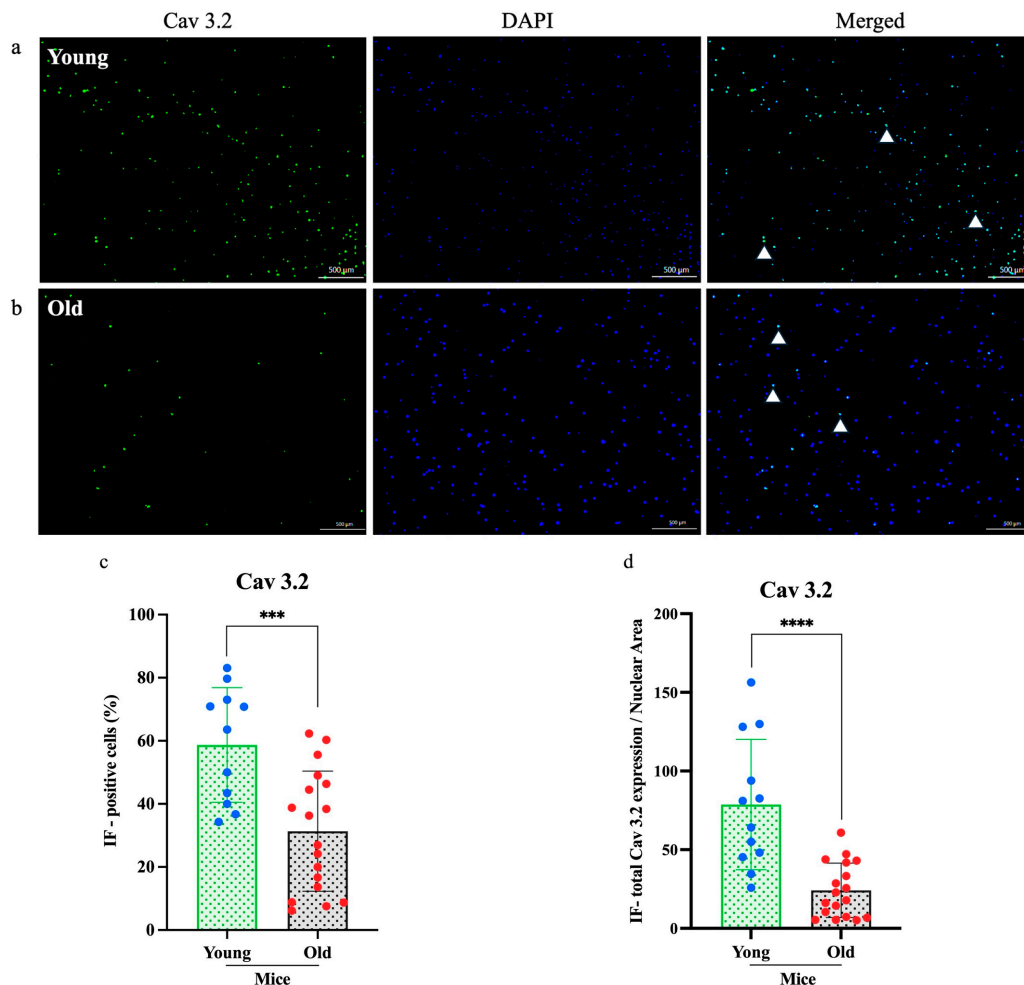 Cav 3.2 DAPI Merged
a
Young
500 µm 500 µm 500 µm
b
Old
500 µm 500 µm 500 µm
c
Cav 3.2
***
100
80
60
40
20
0
IF - positive cells (%)
Young Old
Mice
d
Cav 3.2
****
200
150
100
50
0
IF- total Cav 3.2 expression / Nuclear Area
Yong Old
Mice